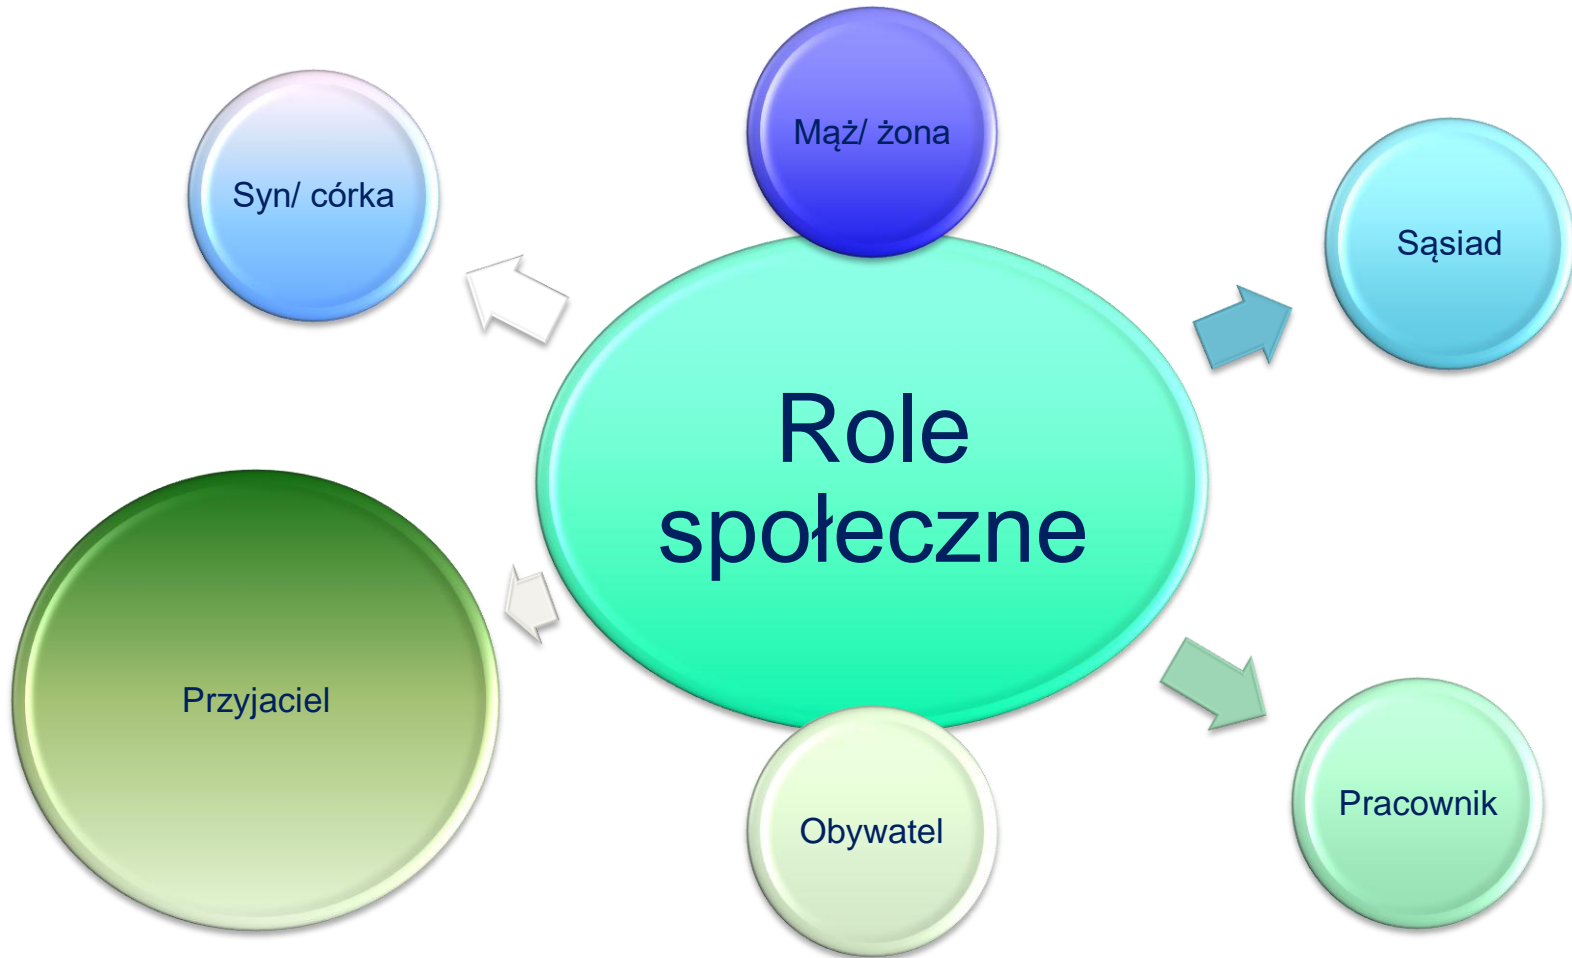 Mąż/ żona
Syn/ córka
Sąsiad
Role
społeczne
Przyjaciel
Pracownik
Obywatel